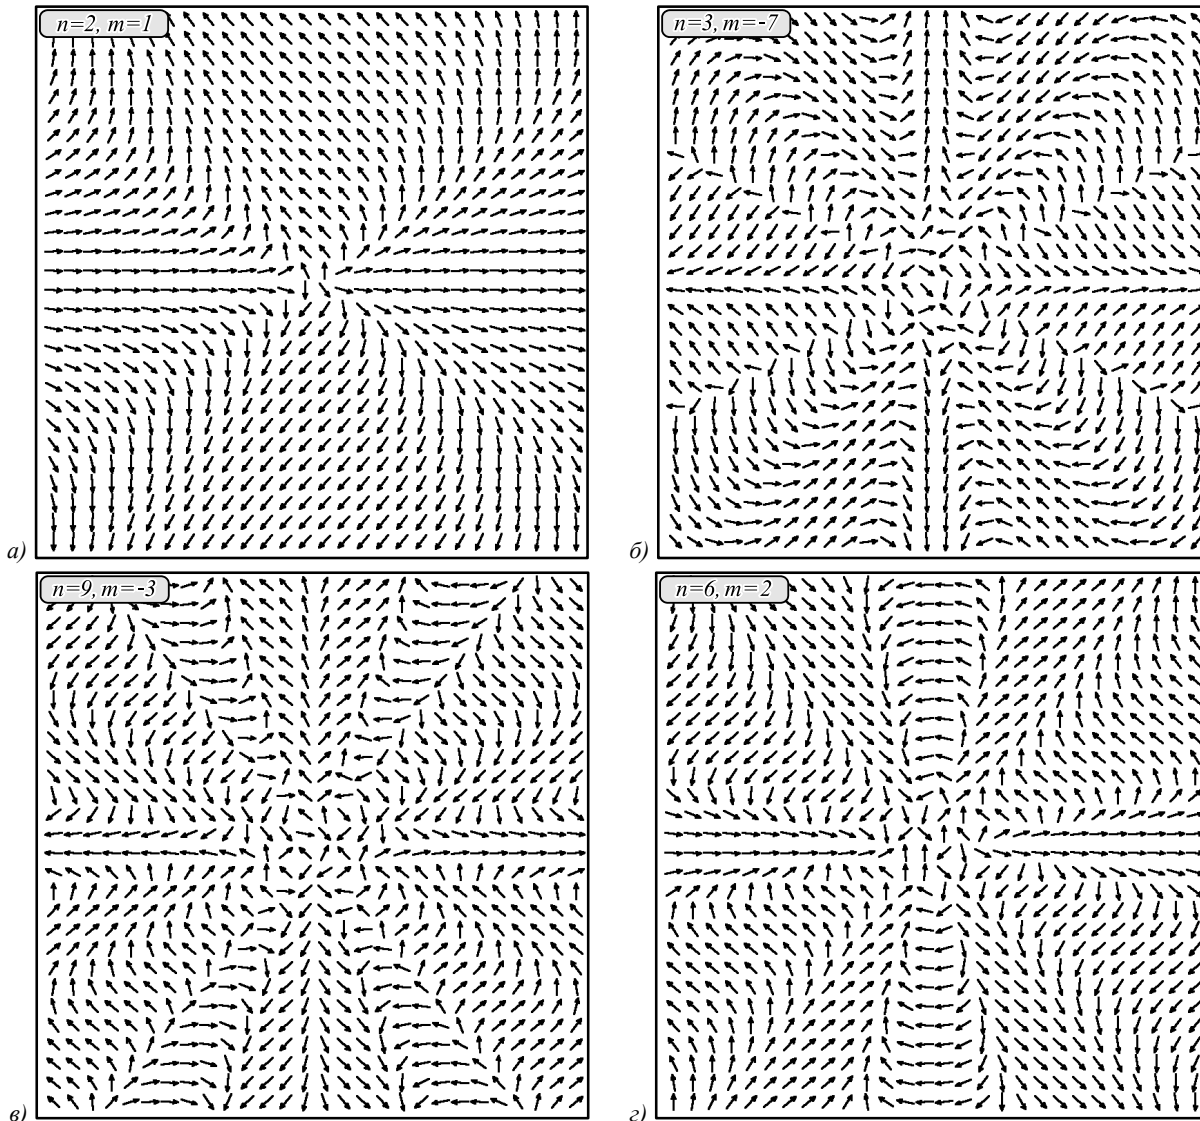 n=2, m=1
n=3, m=-7
а)
б)
n=9, m=-3
n=6, m=2
в)
г)